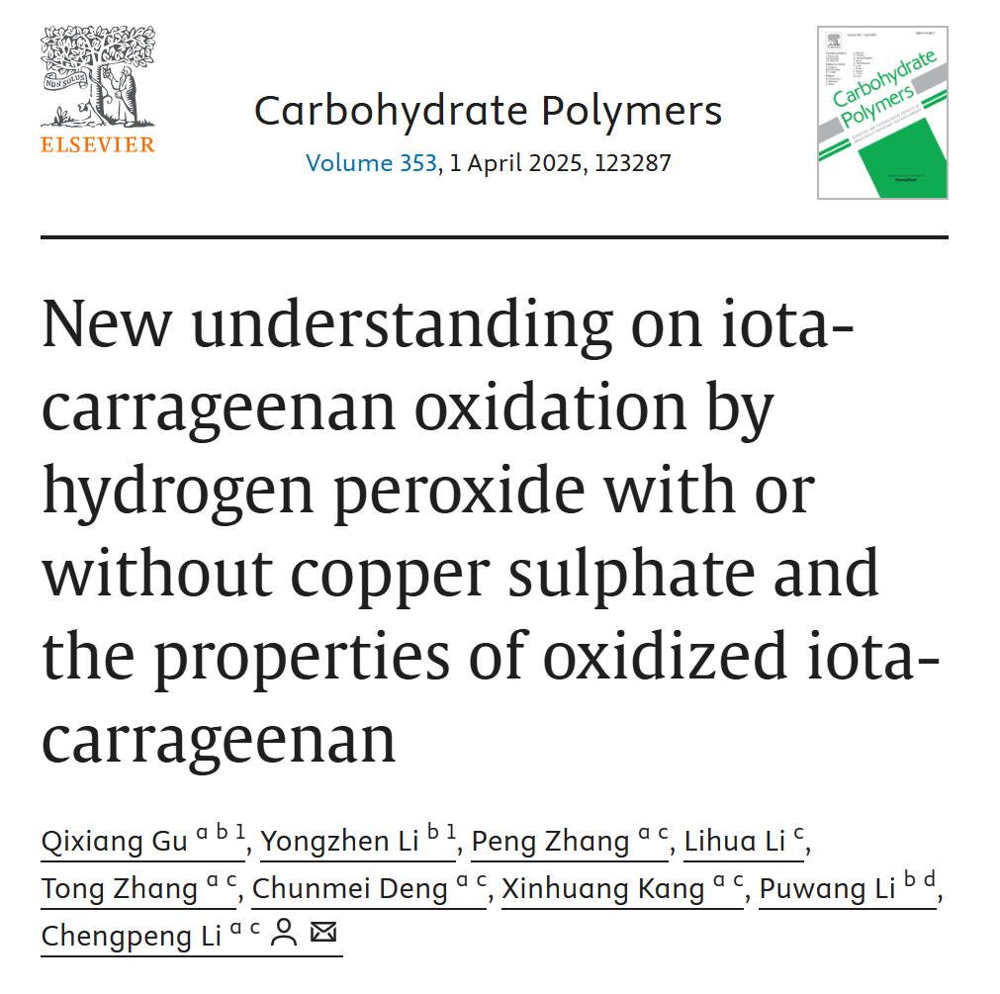 NON SOLUS
ELSEVIER
Carbohydrate Polymers
Volume 353, 1 April 2025, 123287
Carbohydrate
Polymers
New understanding on iota-
carrageenan oxidation by
hydrogen peroxide with or
without copper sulphate and
the properties of oxidized iota-
carrageenan
Qixiang Gu a b 1, Yongzhen Li b 1, Peng Zhang a c, Lihua Li c,
Tong Zhang a c, Chunmei Deng a c, Xinhuang Kang a c, Puwang Li b d,
Chengpeng Li a c